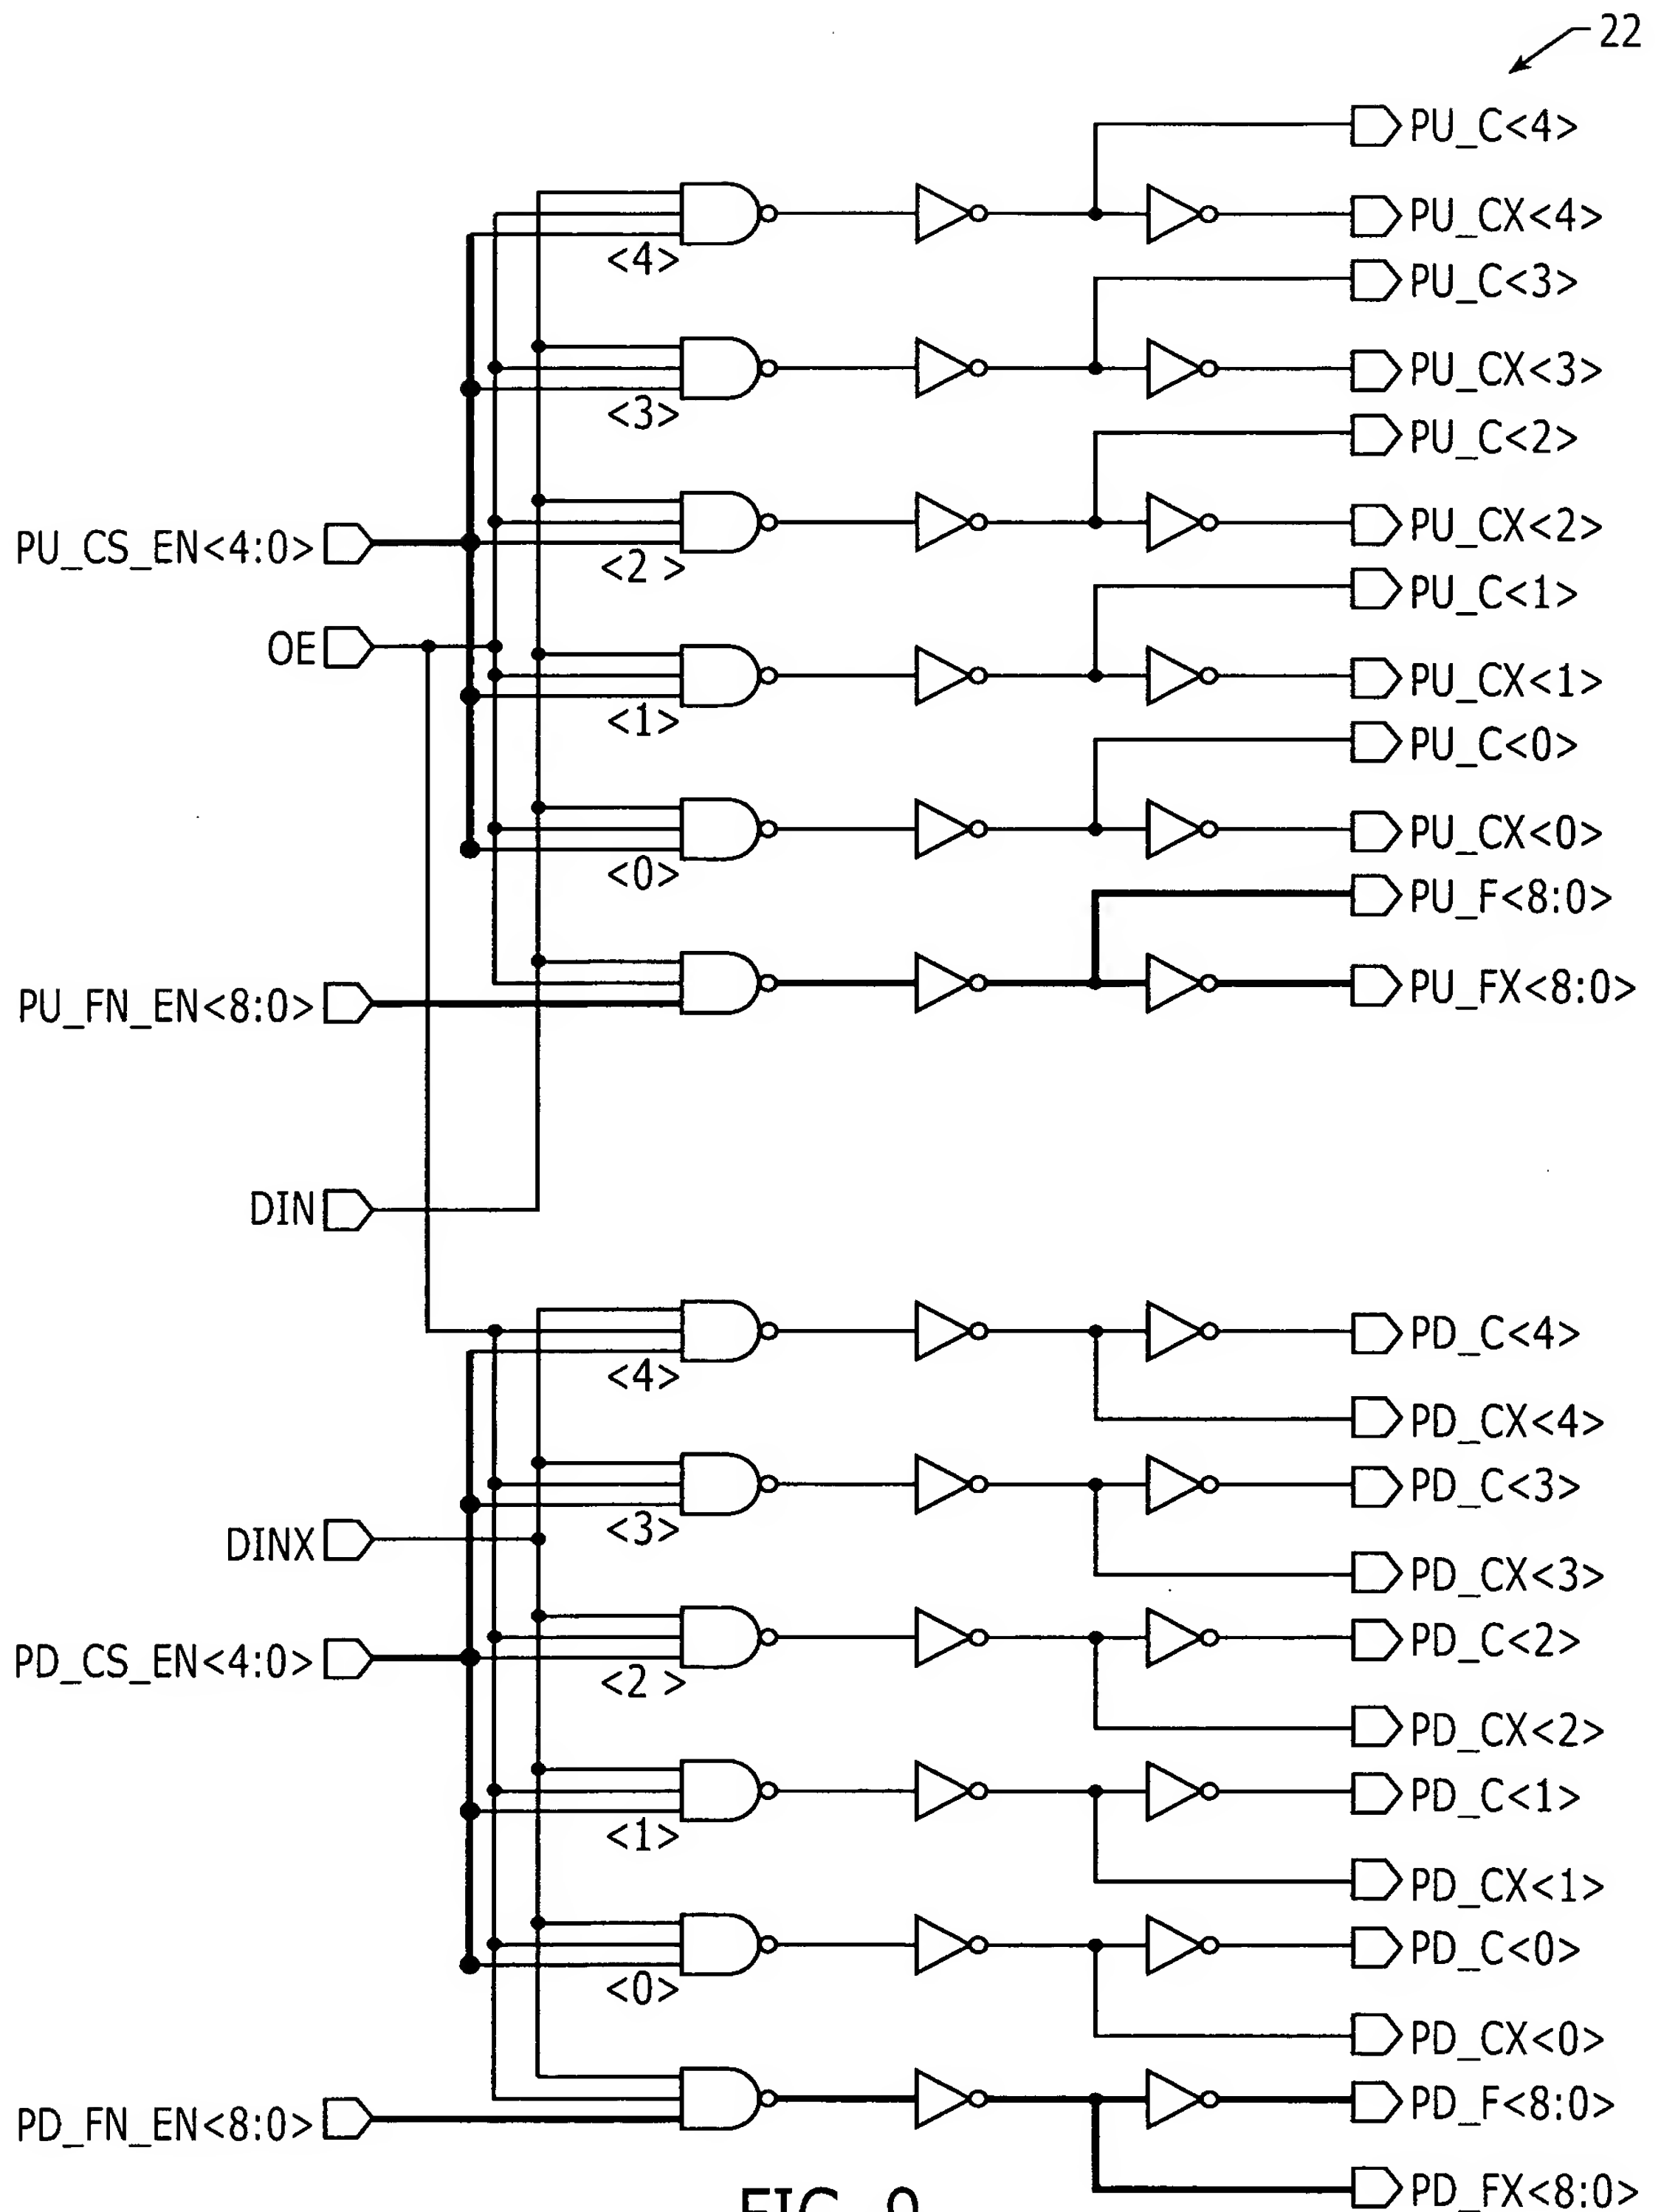 22
PU_C<4>
PU_CX<4>
<4>
PU_C<3>
PU_CX<3>
<3>
PU_C<2>
PU_CS_EN<4:0>
PU_CX<2>
<2 >
PU_C<1>
OE
PU_CX<1>
<1>
PU_C<0>
PU_CX<0>
<0>
PU_F<8:0>
PU_FN_EN<8:0>
PU_FX<8:0>
DIN
PD_C<4>
<4>
PD_CX<4>
PD_C<3>
<3>
DINX
PD_CX<3>
PD_C<2>
PD_CS_EN<4:0>
<2 >
PD_CX<2>
PD_C<1>
<1>
PD_CX<1>
PD_C<0>
<0>
PD_CX<0>
PD_F<8:0>
PD_FN_EN<8:0>
PD_FX<8:0>
FIG. 9